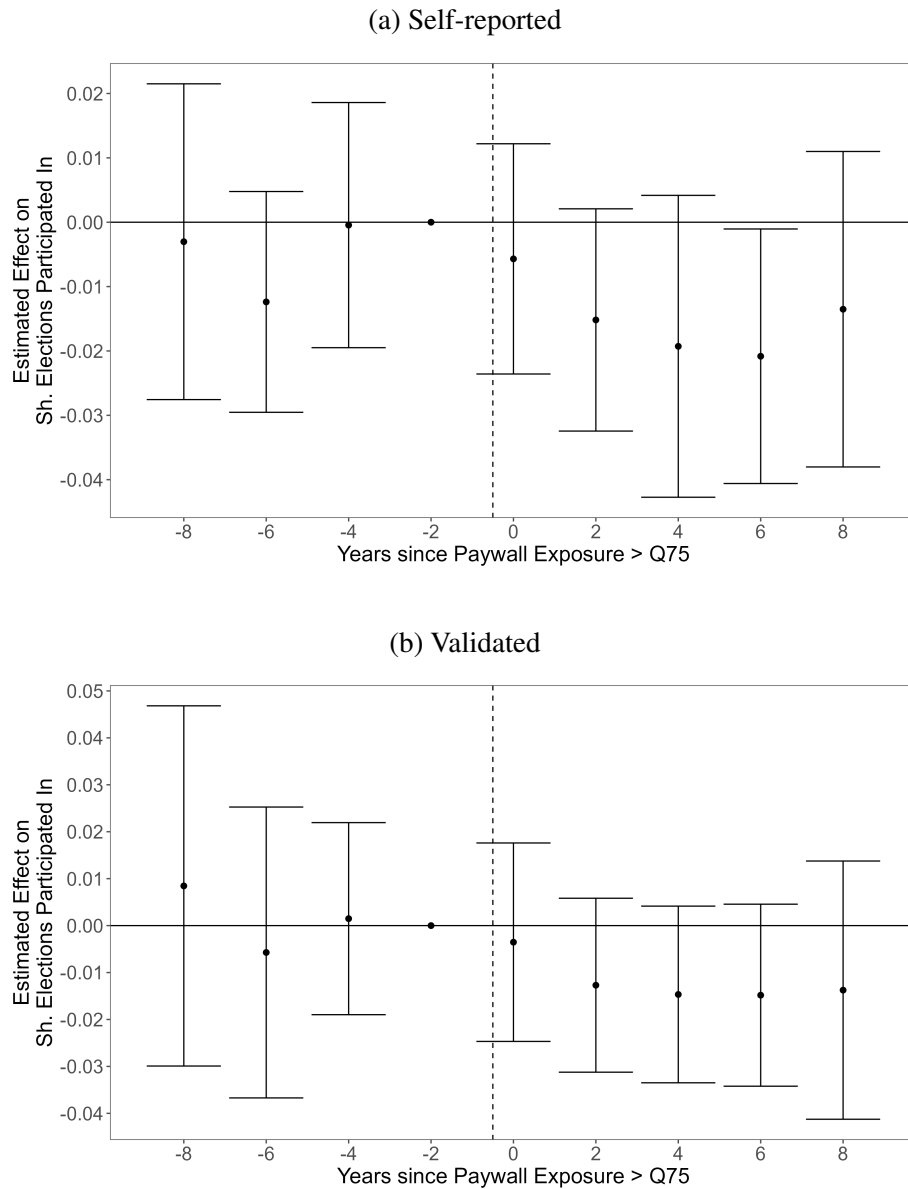 (a) Self-reported
Estimated Effect on
Sh. Elections Participated In
0.02
0.01
0.00
-0.01
-0.02
-0.03
-0.04
-8 -6 -4 -2 0 2 4 6 8
Years since Paywall Exposure > Q75
(b) Validated
Estimated Effect on
Sh. Elections Participated In
0.05
0.04
0.03
0.02
0.01
0.00
-0.01
-0.02
-0.03
-0.04
-8 -6 -4 -2 0 2 4 6 8
Years since Paywall Exposure > Q75